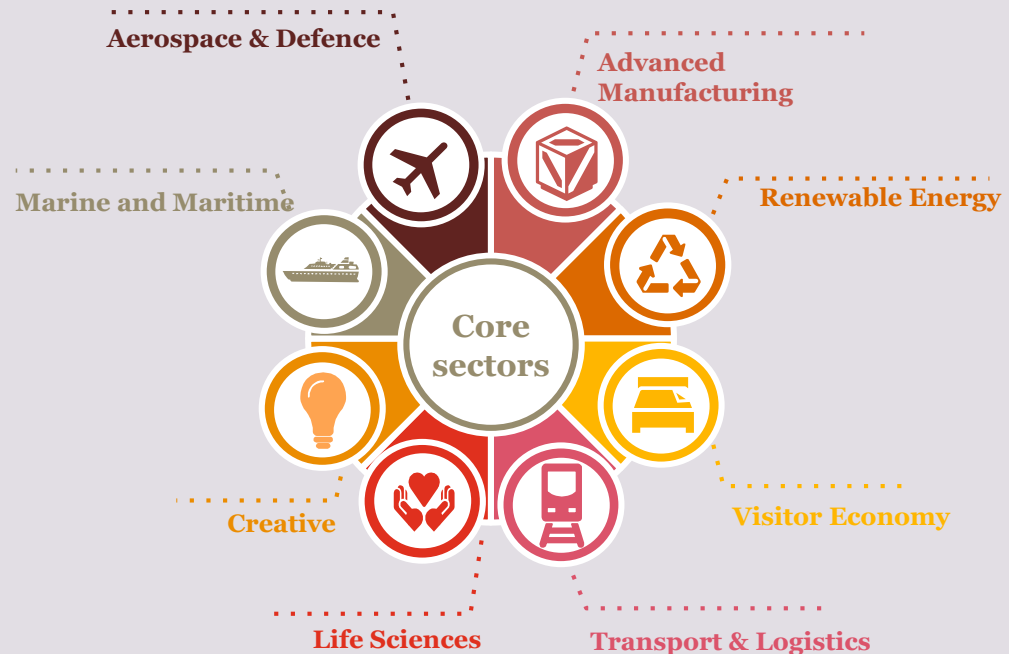 Aerospace & Defence
Advanced
Manufacturing
Marine and Maritime
Renewable Energy
Core
sectors
Creative
Visitor Economy
Life Sciences
Transport & Logistics